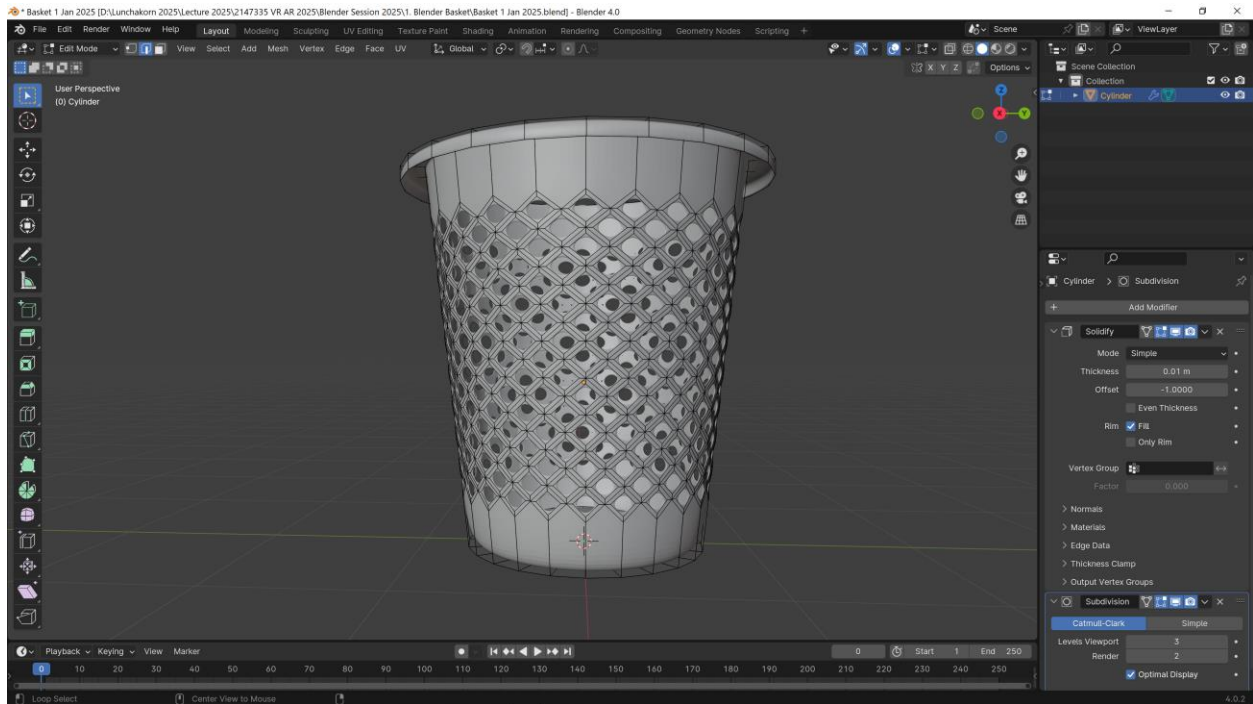 * Basket 1 Jan 2025 [D:\Lunchakorn 2025\Lecture 2025\2147335 VR AR 2025\Blender Session 2025\1. Blender Basket\Basket 1 Jan 2025.blend] - Blender 4.0
File Edit Render Window Help Layout Modeling Sculpting UV Editing Texture Paint Shading Animation Rendering Compositing Geometry Nodes Scripting + Scene ViewLayer
Edit Mode View Select Add Mesh Vertex Edge Face UV Global
X Y Z Options
User Perspective
(0) Cylinder
Z
X Y
Scene Collection
Collection
Cylinder
Cylinder > Subdivision
+ Add Modifier
Solidify
Mode Simple
Thickness 0.01 m
Offset -1.0000
Even Thickness
Rim Fill
Only Rim
Vertex Group
Factor 0.000
> Normals
> Materials
> Edge Data
> Thickness Clamp
> Output Vertex Groups
Subdivision
Catmull-Clark Simple
Levels Viewport 3
Render 2
Optimal Display
Playback Keying View Marker 0 Start 1 End 250
0 10 20 30 40 50 60 70 80 90 100 110 120 130 140 150 160 170 180 190 200 210 220 230 240 250
Loop Select Center View to Mouse 4.0.2